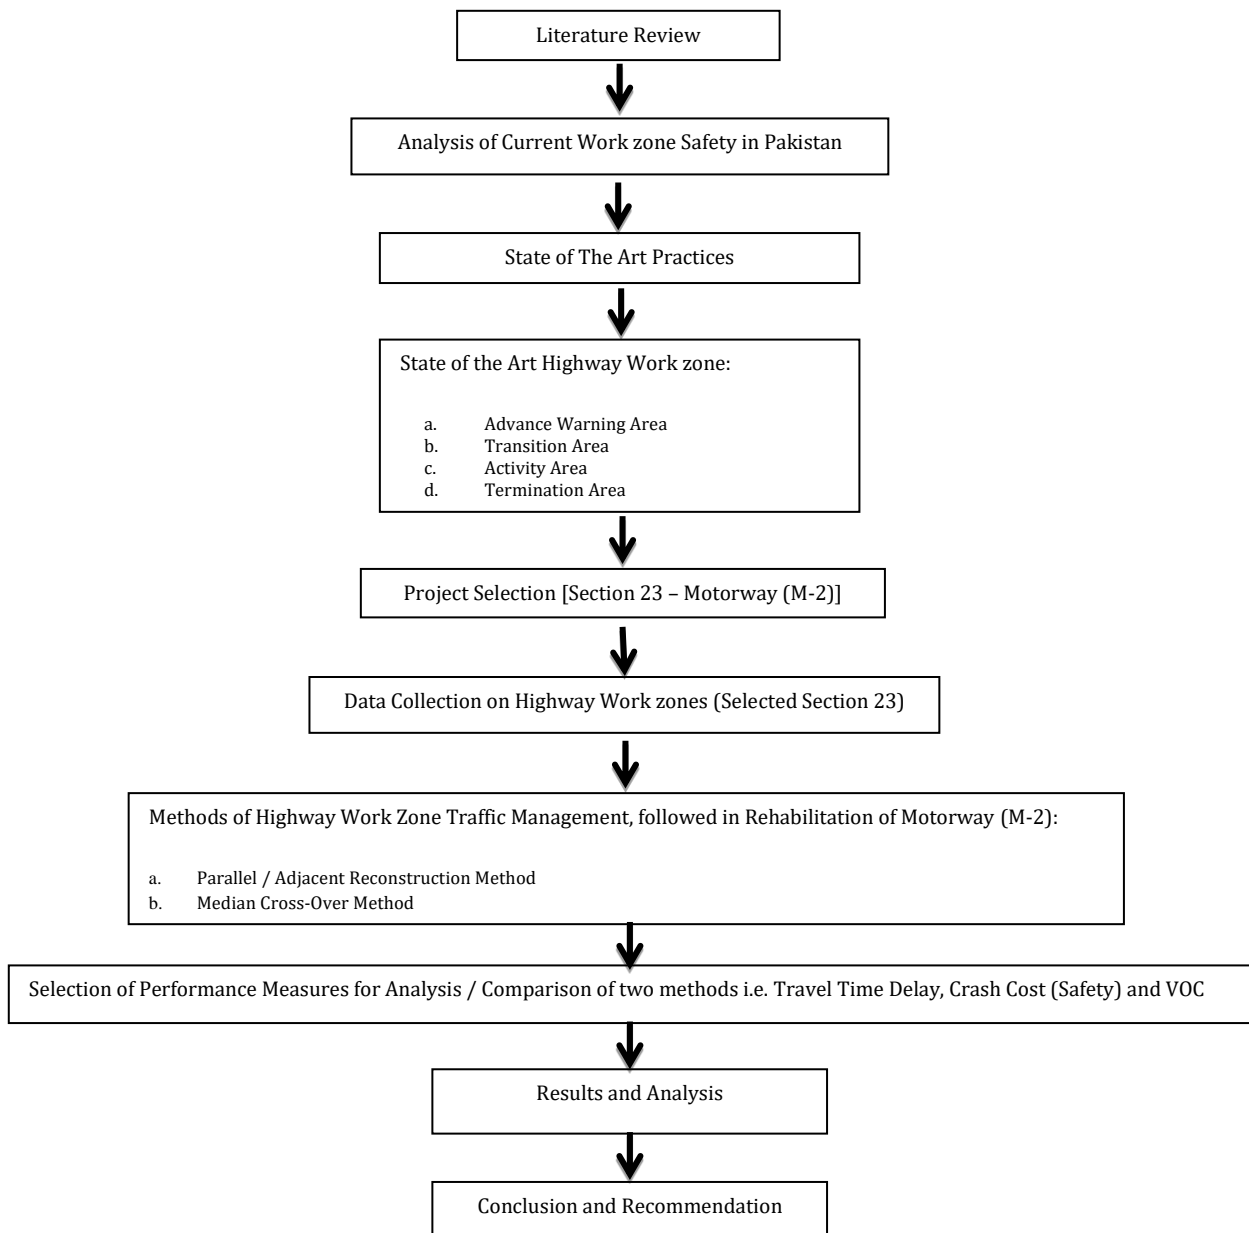 Literature Review
Analysis of Current Work zone Safety in Pakistan
State of The Art Practices
State of the Art Highway Work zone:
a. Advance Warning Area
b. Transition Area
c. Activity Area
d. Termination Area
Project Selection [Section 23 – Motorway (M-2)]
Data Collection on Highway Work zones (Selected Section 23)
Methods of Highway Work Zone Traffic Management, followed in Rehabilitation of Motorway (M-2):
a. Parallel / Adjacent Reconstruction Method
b. Median Cross-Over Method
Selection of Performance Measures for Analysis / Comparison of two methods i.e. Travel Time Delay, Crash Cost (Safety) and VOC
Results and Analysis
Conclusion and Recommendation